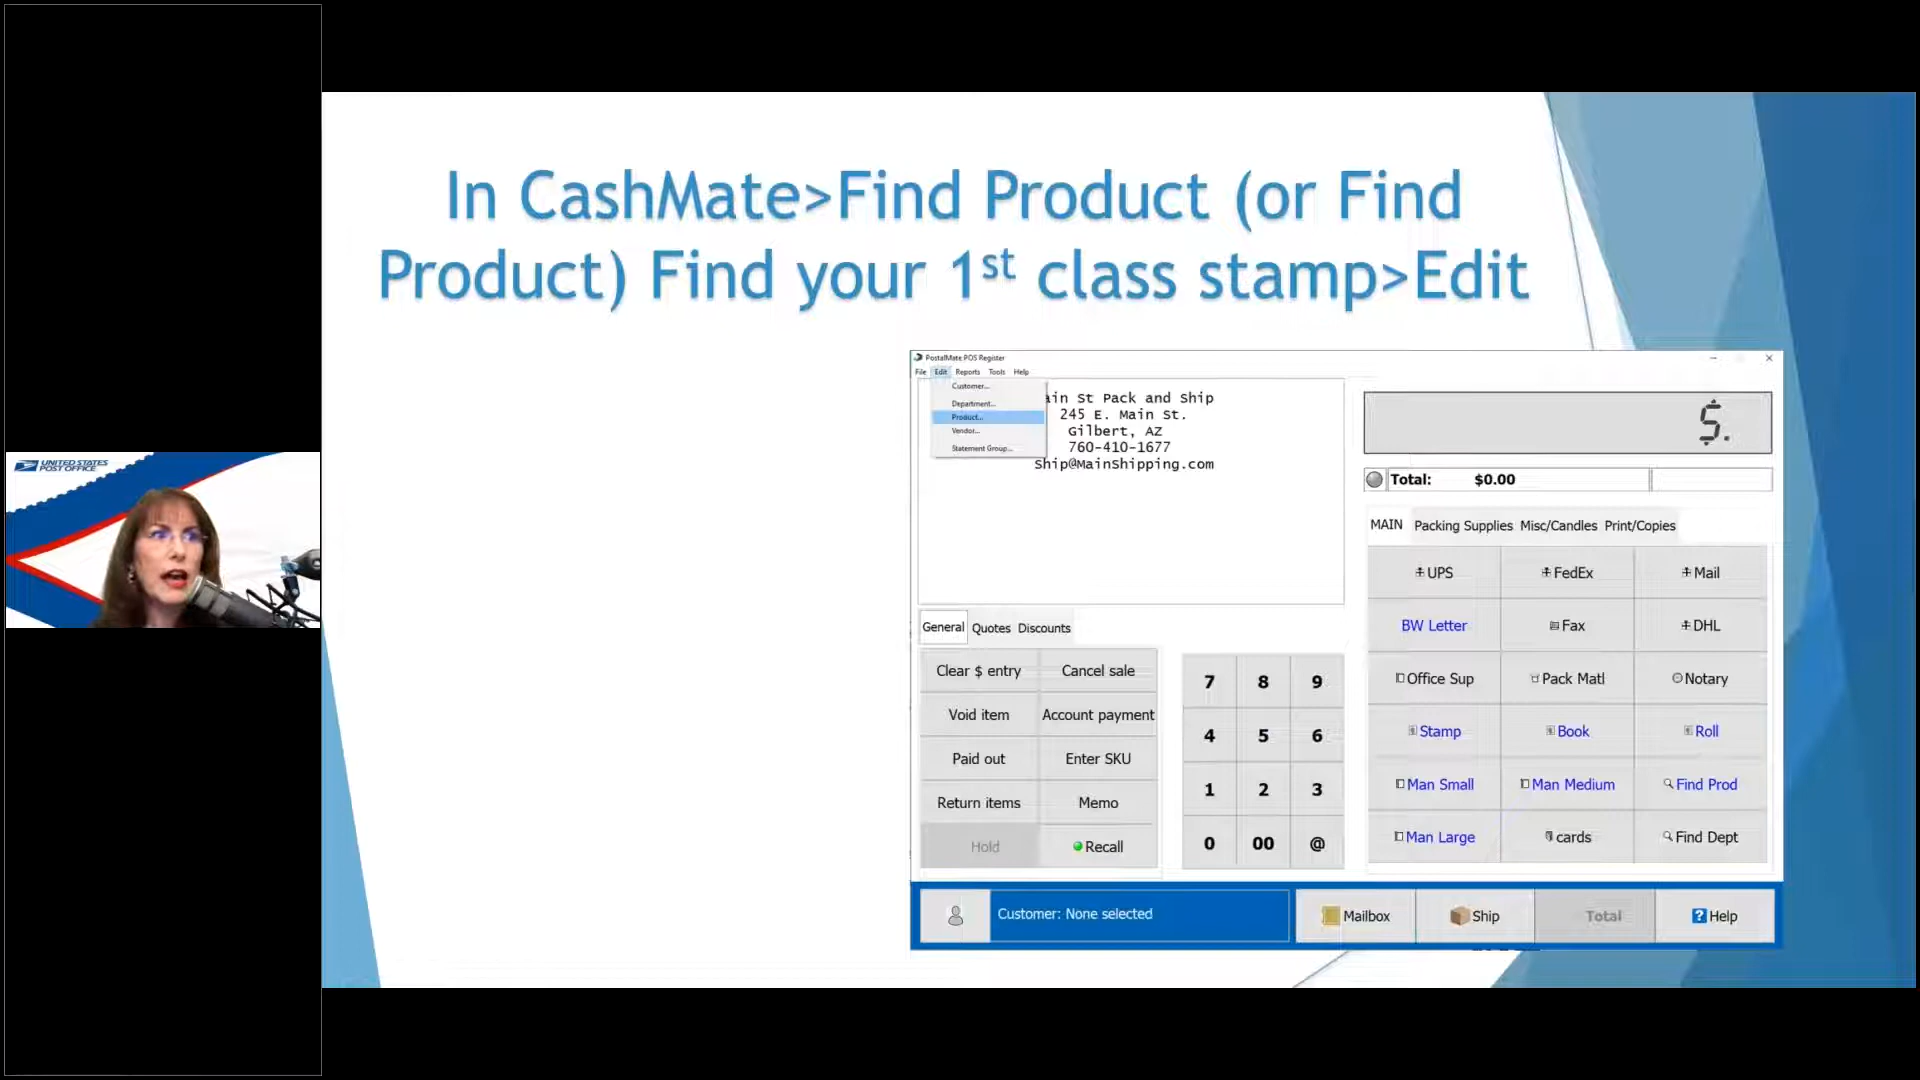 In CashMate>Find Product (or Find
Product) Find your 1st class stamp>Edit
UNITED STATES
POST OFFICE
PostalMate POS Register
File Edit Reports Tools Help
Customer...
Department...
Product...
Vendor...
Statement Group...
ain St Pack and Ship
245 E. Main St.
Gilbert, AZ
760-410-1677
Ship@MainShipping.com
$.
Total: $0.00
MAIN Packing Supplies Misc/Candles Print/Copies
UPS FedEx Mail
BW Letter Fax DHL
Office Sup Pack Matl Notary
Stamp Book Roll
Man Small Man Medium Find Prod
Man Large cards Find Dept
General Quotes Discounts
Clear $ entry Cancel sale
Void item Account payment
Paid out Enter SKU
Return items Memo
Hold Recall
7 8 9
4 5 6
1 2 3
0 00 @
Customer: None selected
Mailbox Ship Total Help